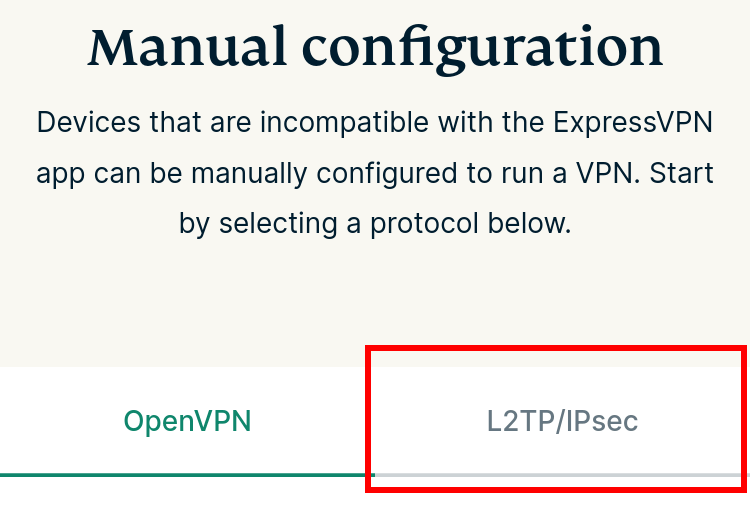 Manual configuration
Devices that are incompatible with the ExpressVPN
app can be manually configured to run a VPN. Start
by selecting a protocol below.
OpenVPN
L2TP/IPsec